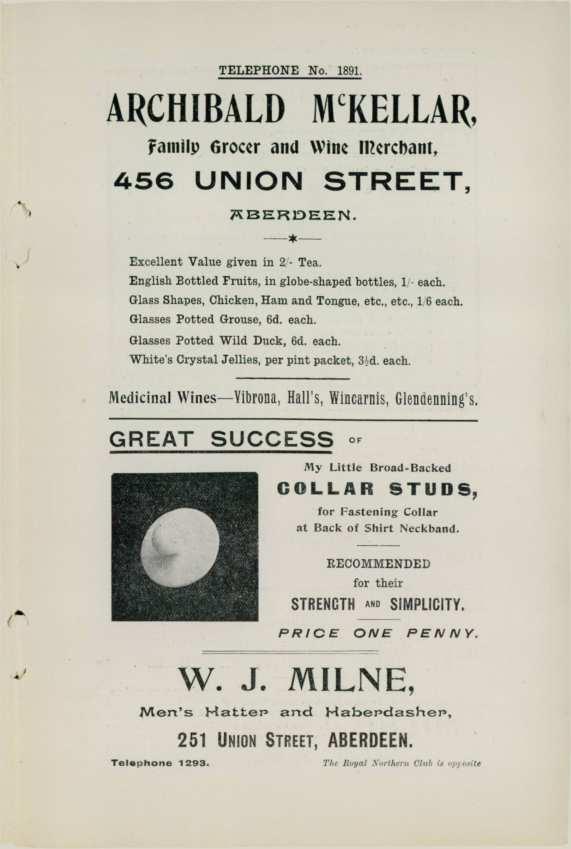 TELEPHONE No. 1891.
ARCHIBALD McKELLAR,
Family Grocer and Wine Merchant,
456 UNION STREET,
ABERDEEN.
Excellent Value given in 2/- Tea.
English Bottled Fruits, in globe-shaped bottles, 1/- each.
Glass Shapes, Chicken, Ham and Tongue, etc., etc., 1/6 each.
Glasses Potted Grouse, 6d. each.
Glasses Potted Wild Duck, 6d. each.
White's Crystal Jellies, per pint packet, 3½d. each.
Medicinal Wines—Vibrona, Hall's, Wincarnis, Glendenning's.
GREAT SUCCESS OF
My Little Broad-Backed
COLLAR STUDS,
for Fastening Collar
at Back of Shirt Neckband.
RECOMMENDED
for their
STRENGTH AND SIMPLICITY.
PRICE ONE PENNY.
W. J. MILNE,
Men's Hatter and Haberdasher,
251 UNION STREET, ABERDEEN.
Telephone 1293. The Royal Northern Club is opposite